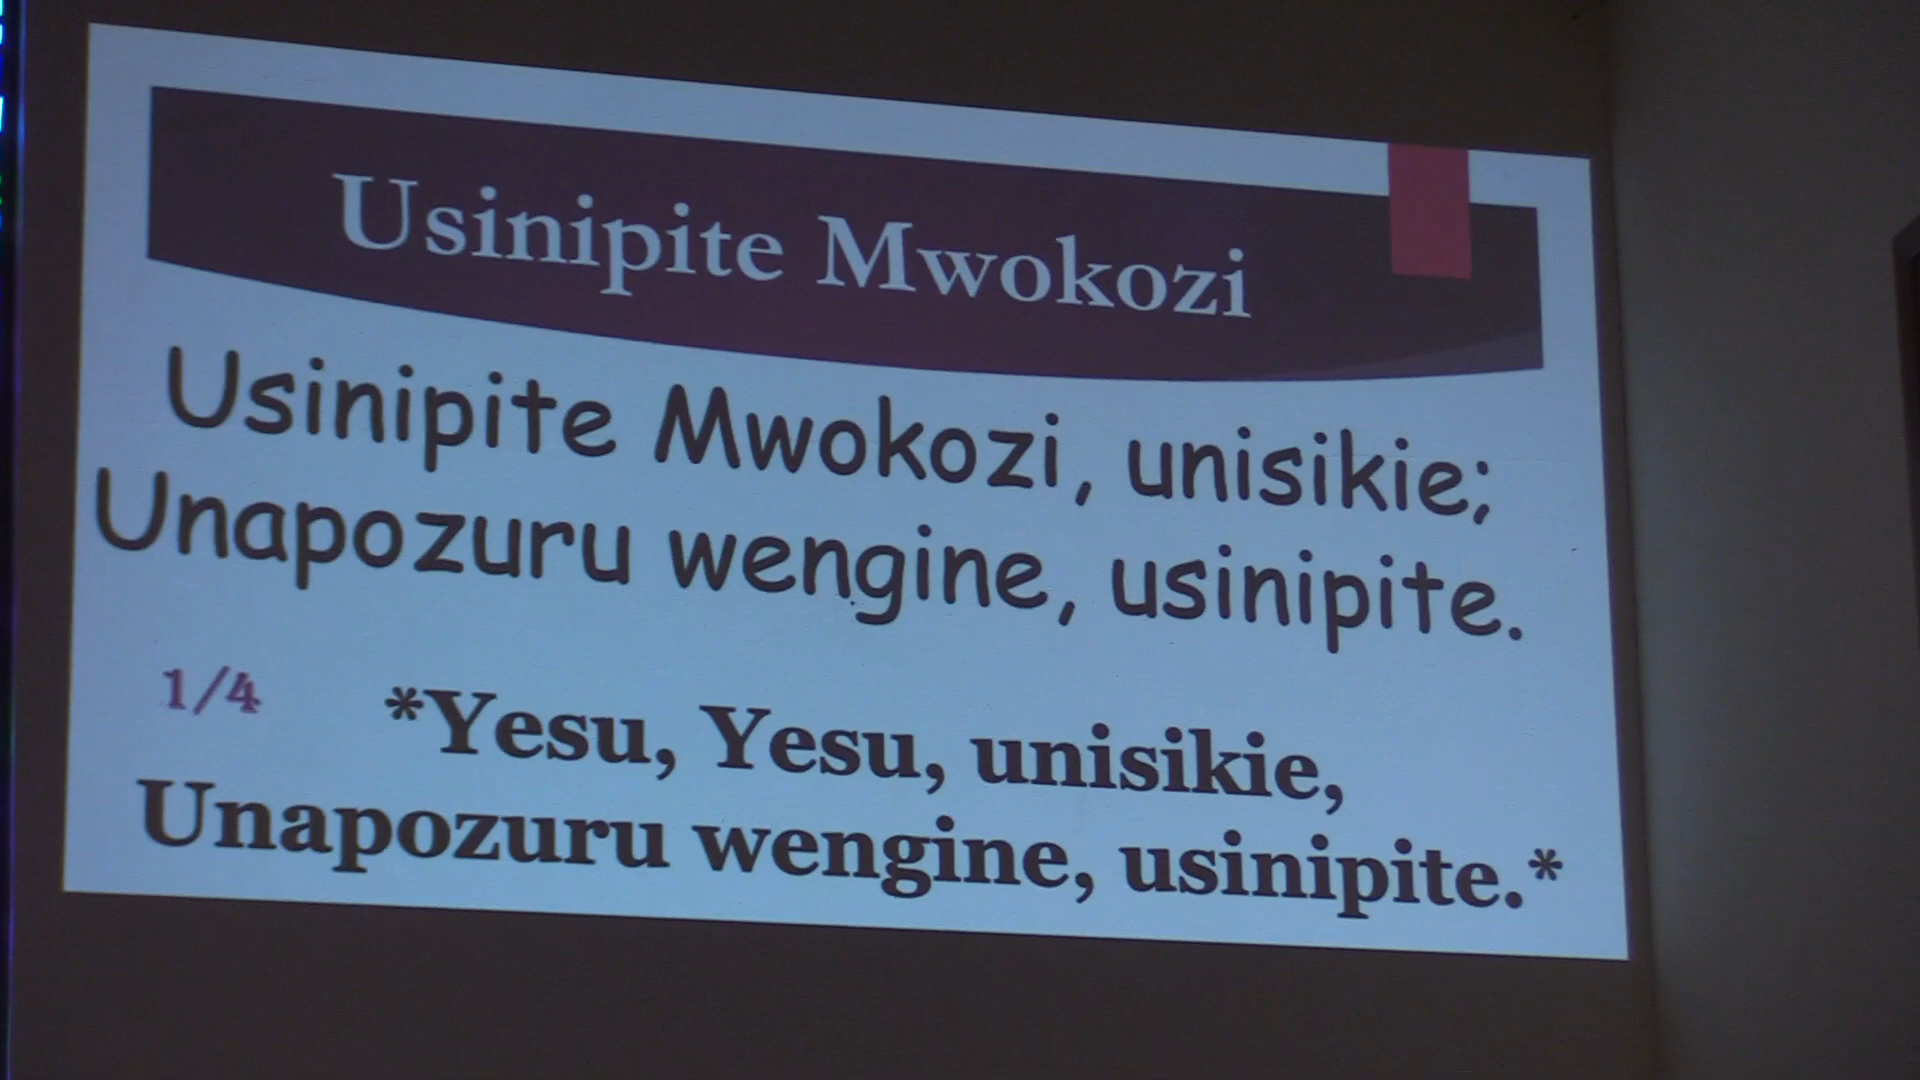 Usinipite Mwokozi
Usinipite Mwokozi, unisikie;
Unapozuru wengine, usinipite.
1/4
*Yesu, Yesu, unisikie,
Unapozuru wengine, usinipite.*